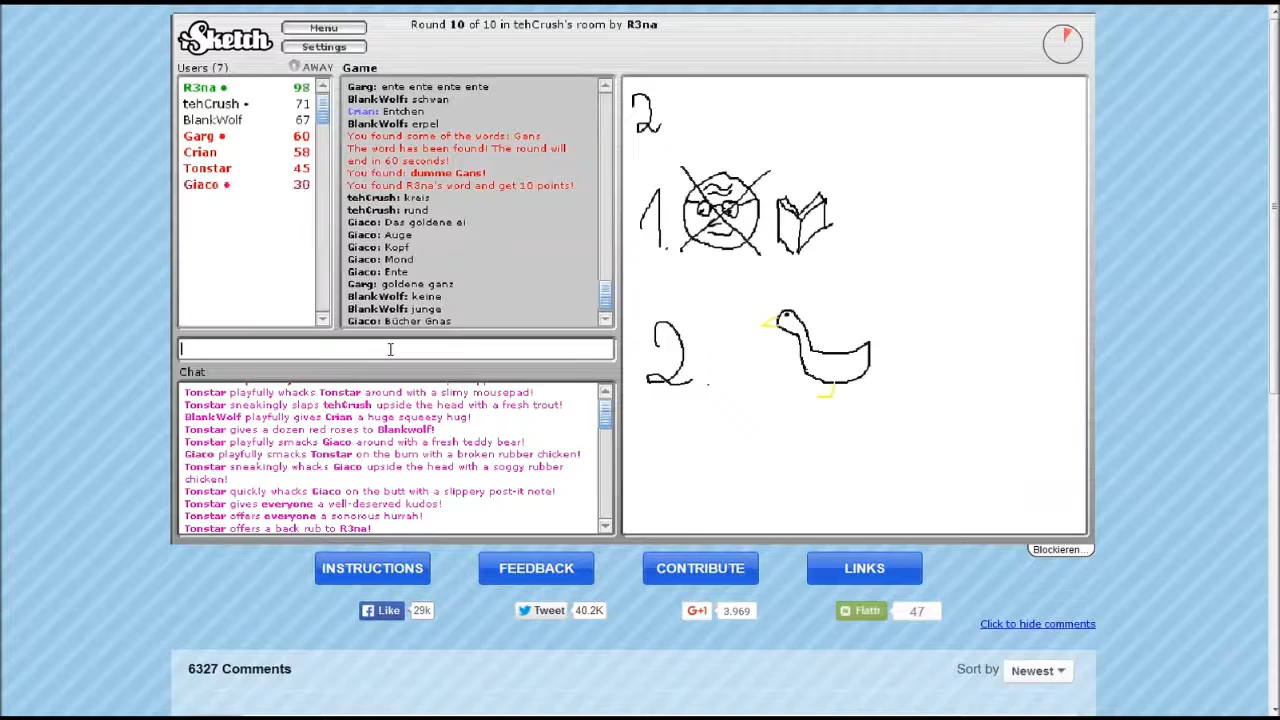 iSketch
Menu
Settings
Round 10 of 10 in tehCrush's room by R3na
Users (7)
AWAY
Game
R3na 98
tehCrush 71
BlankWolf 67
Garg 60
Crian 58
Tonstar 45
Giaco 30
Garg: ente ente ente ente
BlankWolf: schwan
Crian: Entchen
BlankWolf: erpel
You found some of the words: Gans
The word has been found! The round will
end in 60 seconds!
You found: dumme Gans!
You found R3na's word and get 10 points!
tehCrush: kreis
tehCrush: rund
Giaco: Das goldene ei
Giaco: Auge
Giaco: Kopf
Giaco: Mond
Giaco: Ente
Garg: goldene ganz
BlankWolf: keine
BlankWolf: junge
Giaco: Bücher Gnas
2
1.
2.
Chat
Tonstar playfully whacks Tonstar around with a slimy mousepad!
Tonstar sneakingly slaps tehCrush upside the head with a fresh trout!
BlankWolf playfully gives Crian a huge squeezy hug!
Tonstar gives a dozen red roses to Blankwolf!
Tonstar playfully smacks Giaco around with a fresh teddy bear!
Giaco playfully smacks Tonstar on the bum with a broken rubber chicken!
Tonstar sneakingly whacks Giaco upside the head with a soggy rubber
chicken!
Tonstar quickly whacks Giaco on the butt with a slippery post-it note!
Tonstar gives everyone a well-deserved kudos!
Tonstar offers everyone a sonorous hurrah!
Tonstar offers a back rub to R3na!
Blockieren...
INSTRUCTIONS
FEEDBACK
CONTRIBUTE
LINKS
Like 29k
Tweet 40.2K
G+1 3.969
Flattr 47
Click to hide comments
6327 Comments
Sort by Newest